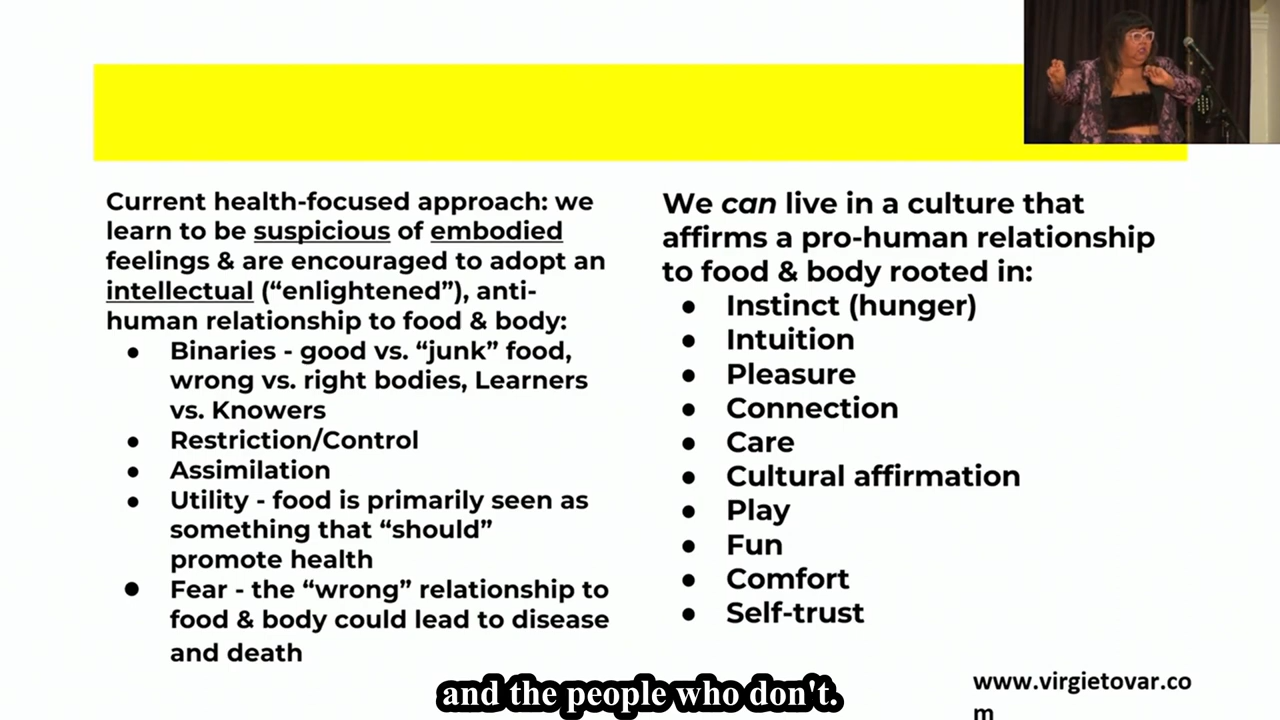 Current health-focused approach: we
learn to be suspicious of embodied
feelings & are encouraged to adopt an
intellectual (“enlightened”), anti-
human relationship to food & body:
● Binaries - good vs. “junk” food,
wrong vs. right bodies, Learners
vs. Knowers
● Restriction/Control
● Assimilation
● Utility - food is primarily seen as
something that “should”
promote health
● Fear - the “wrong” relationship to
food & body could lead to disease
and death
We can live in a culture that
affirms a pro-human relationship
to food & body rooted in:
● Instinct (hunger)
● Intuition
● Pleasure
● Connection
● Care
● Cultural affirmation
● Play
● Fun
● Comfort
● Self-trust
www.virgietovar.co
m
and the people who don't.